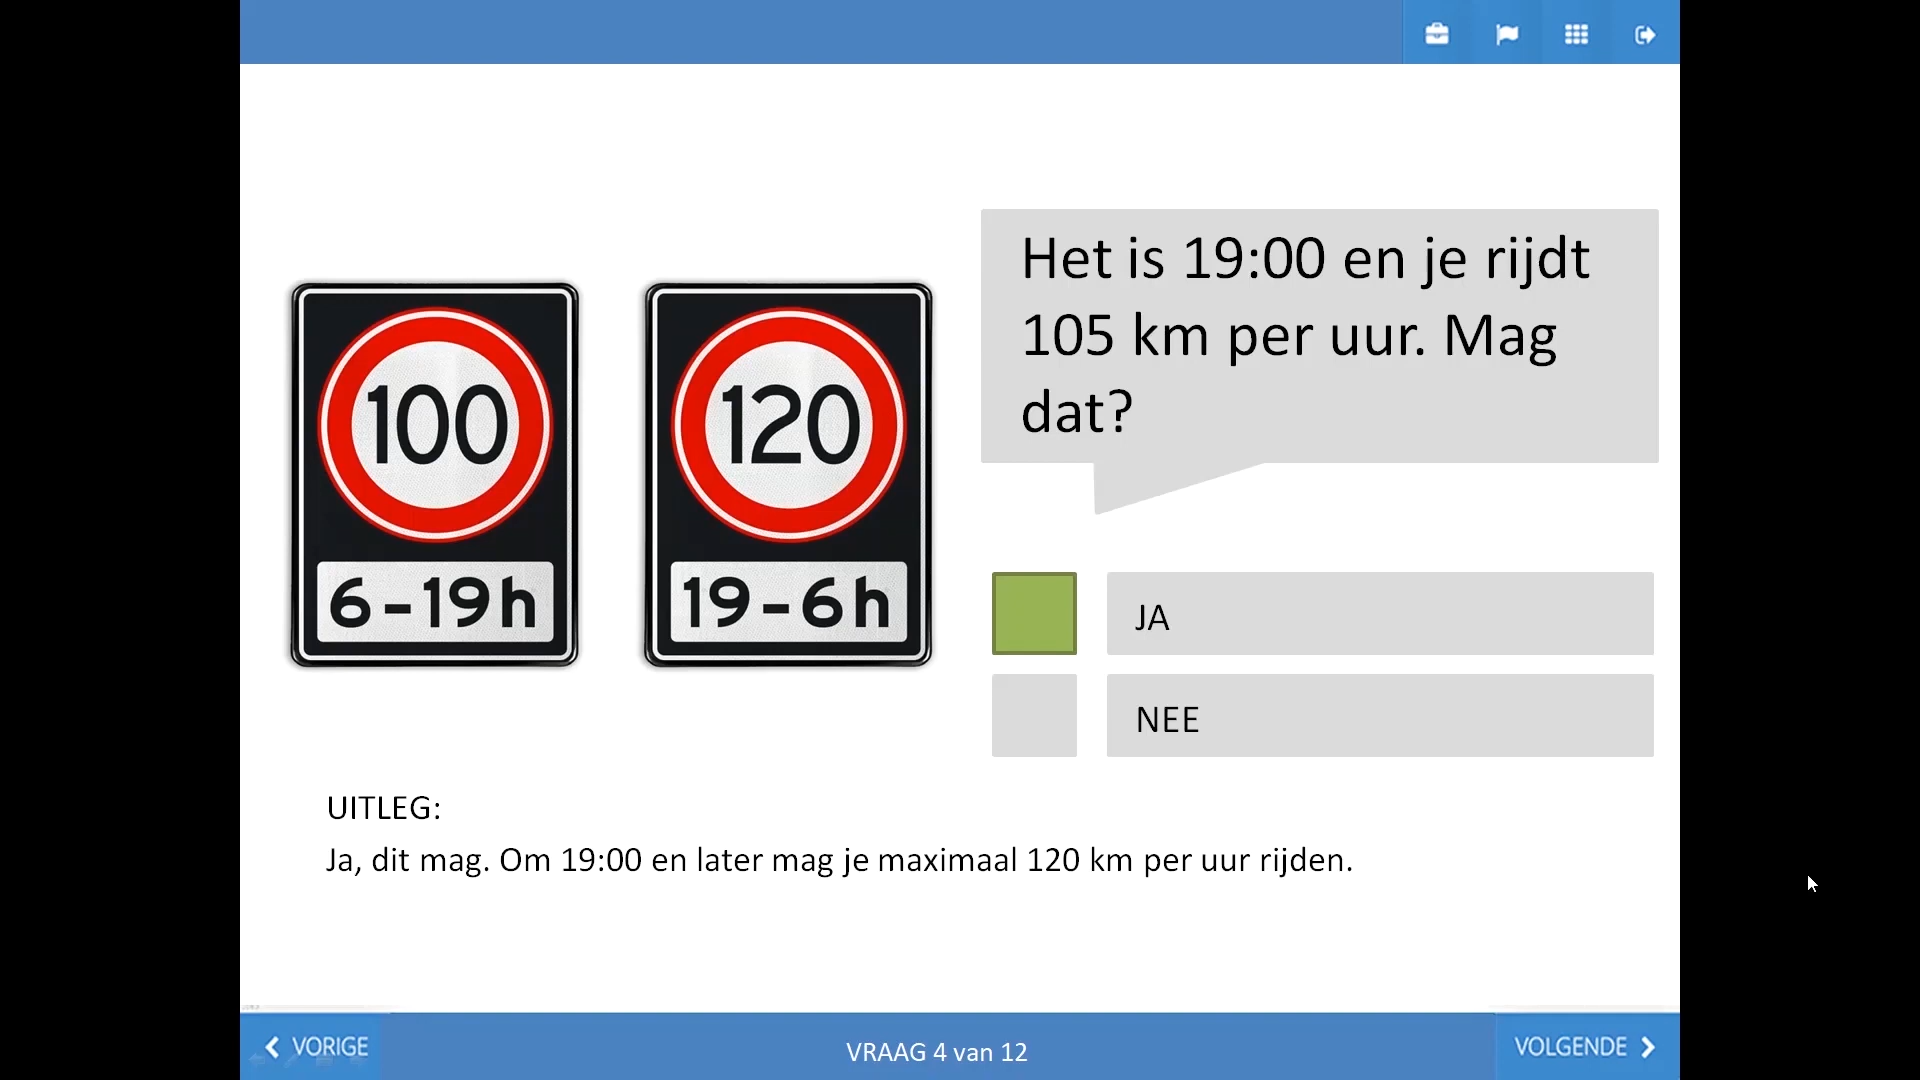 Het is 19:00 en je rijdt
105 km per uur. Mag
dat?
100
6-19h
120
19-6h
JA
NEE
UITLEG:
Ja, dit mag. Om 19:00 en later mag je maximaal 120 km per uur rijden.
VORIGE
VRAAG 4 van 12
VOLGENDE